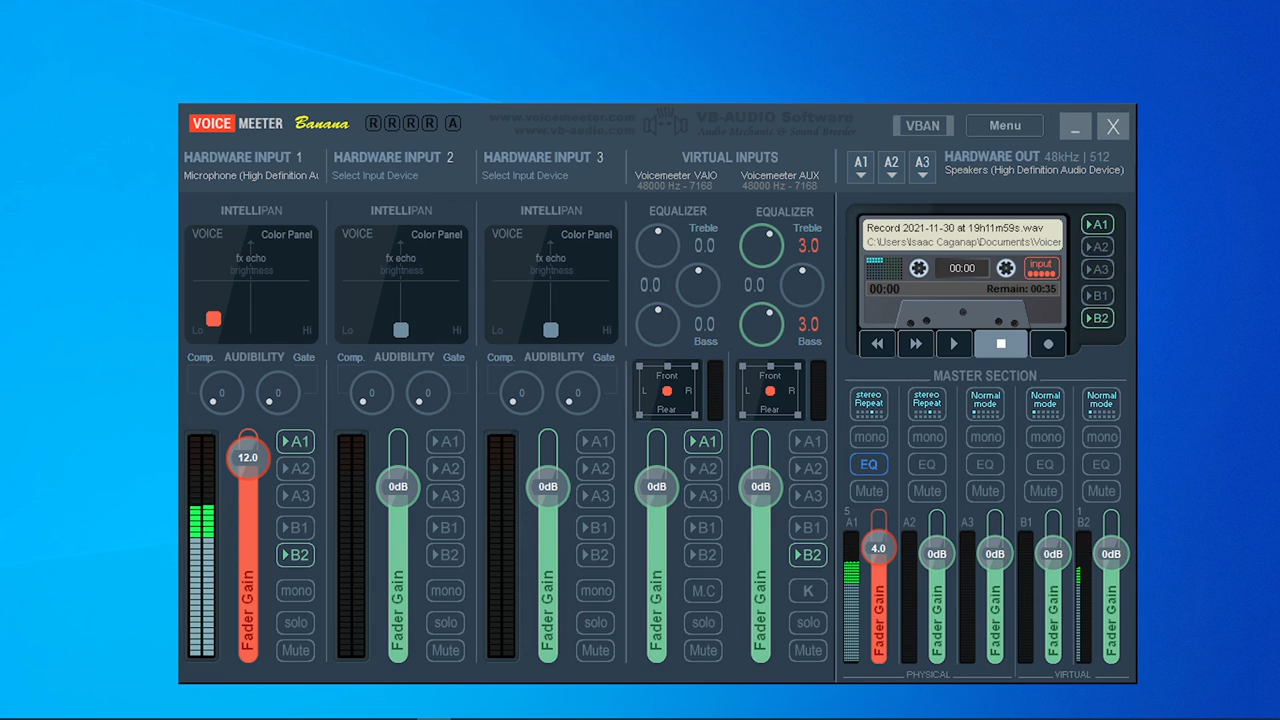 VOICE MEETER Banana R R R R A
www.voicemeeter.com
www.vb-audio.com
VB-AUDIO Software
Audio Mechanic & Sound Breeder
VBAN Menu _ X
HARDWARE INPUT 1
Microphone (High Definition Au
HARDWARE INPUT 2
Select Input Device
HARDWARE INPUT 3
Select Input Device
VIRTUAL INPUTS
Voicemeeter VAIO
48000 Hz - 7168
Voicemeeter AUX
48000 Hz - 7168
A1 A2 A3
HARDWARE OUT 48kHz | 512
Speakers (High Definition Audio Device)
INTELLIPAN
VOICE Color Panel
fx echo
brightness
Lo Hi
Comp. AUDIBILITY Gate
0 0
12.0
Fader Gain
A1
A2
A3
B1
B2
mono
solo
Mute
INTELLIPAN
VOICE Color Panel
fx echo
brightness
Lo Hi
Comp. AUDIBILITY Gate
0 0
0dB
Fader Gain
A1
A2
A3
B1
B2
mono
solo
Mute
INTELLIPAN
VOICE Color Panel
fx echo
brightness
Lo Hi
Comp. AUDIBILITY Gate
0 0
0dB
Fader Gain
A1
A2
A3
B1
B2
mono
solo
Mute
EQUALIZER
Treble
0.0
0.0
0.0
Bass
Front
L R
Rear
0dB
Fader Gain
A1
A2
A3
B1
B2
M.C
solo
Mute
EQUALIZER
Treble
3.0
0.0
3.0
Bass
Front
L R
Rear
0dB
Fader Gain
A1
A2
A3
B1
B2
K
solo
Mute
Record 2021-11-30 at 19h11m59s.wav
C:\Users\Isaac Caganap\Documents\Voicer
00:00 input
00:00 Remain: 00:35
A1
A2
A3
B1
B2
MASTER SECTION
stereo
Repeat
mono
EQ
Mute
5
A1
4.0
Fader Gain
stereo
Repeat
mono
EQ
Mute
A2
0dB
Fader Gain
Normal
mode
mono
EQ
Mute
A3
0dB
Fader Gain
Normal
mode
mono
EQ
Mute
B1
0dB
Fader Gain
Normal
mode
mono
EQ
Mute
1
B2
0dB
Fader Gain
PHYSICAL VIRTUAL